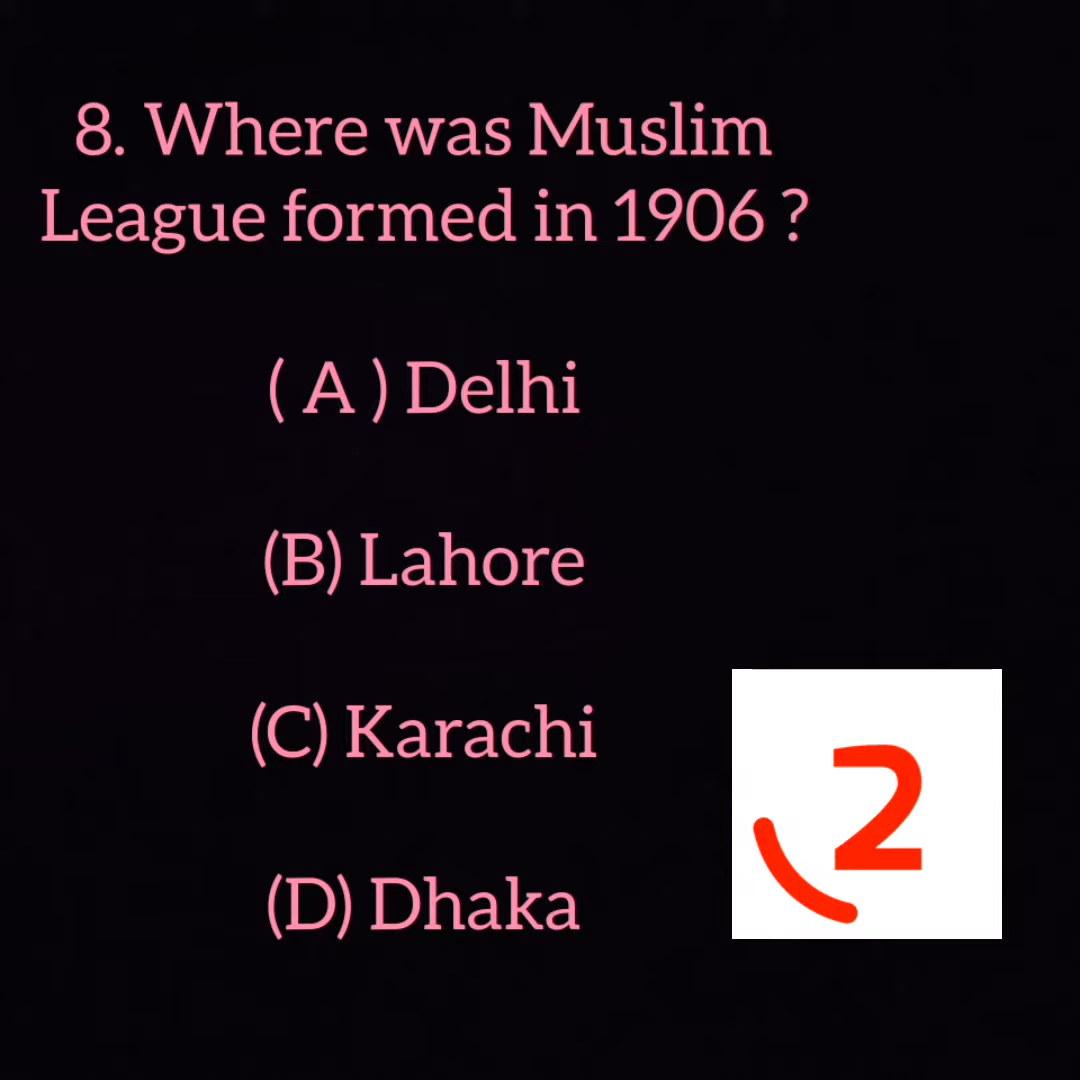 8. Where was Muslim
League formed in 1906 ?
( A ) Delhi
(B) Lahore
(C) Karachi
(D) Dhaka
2